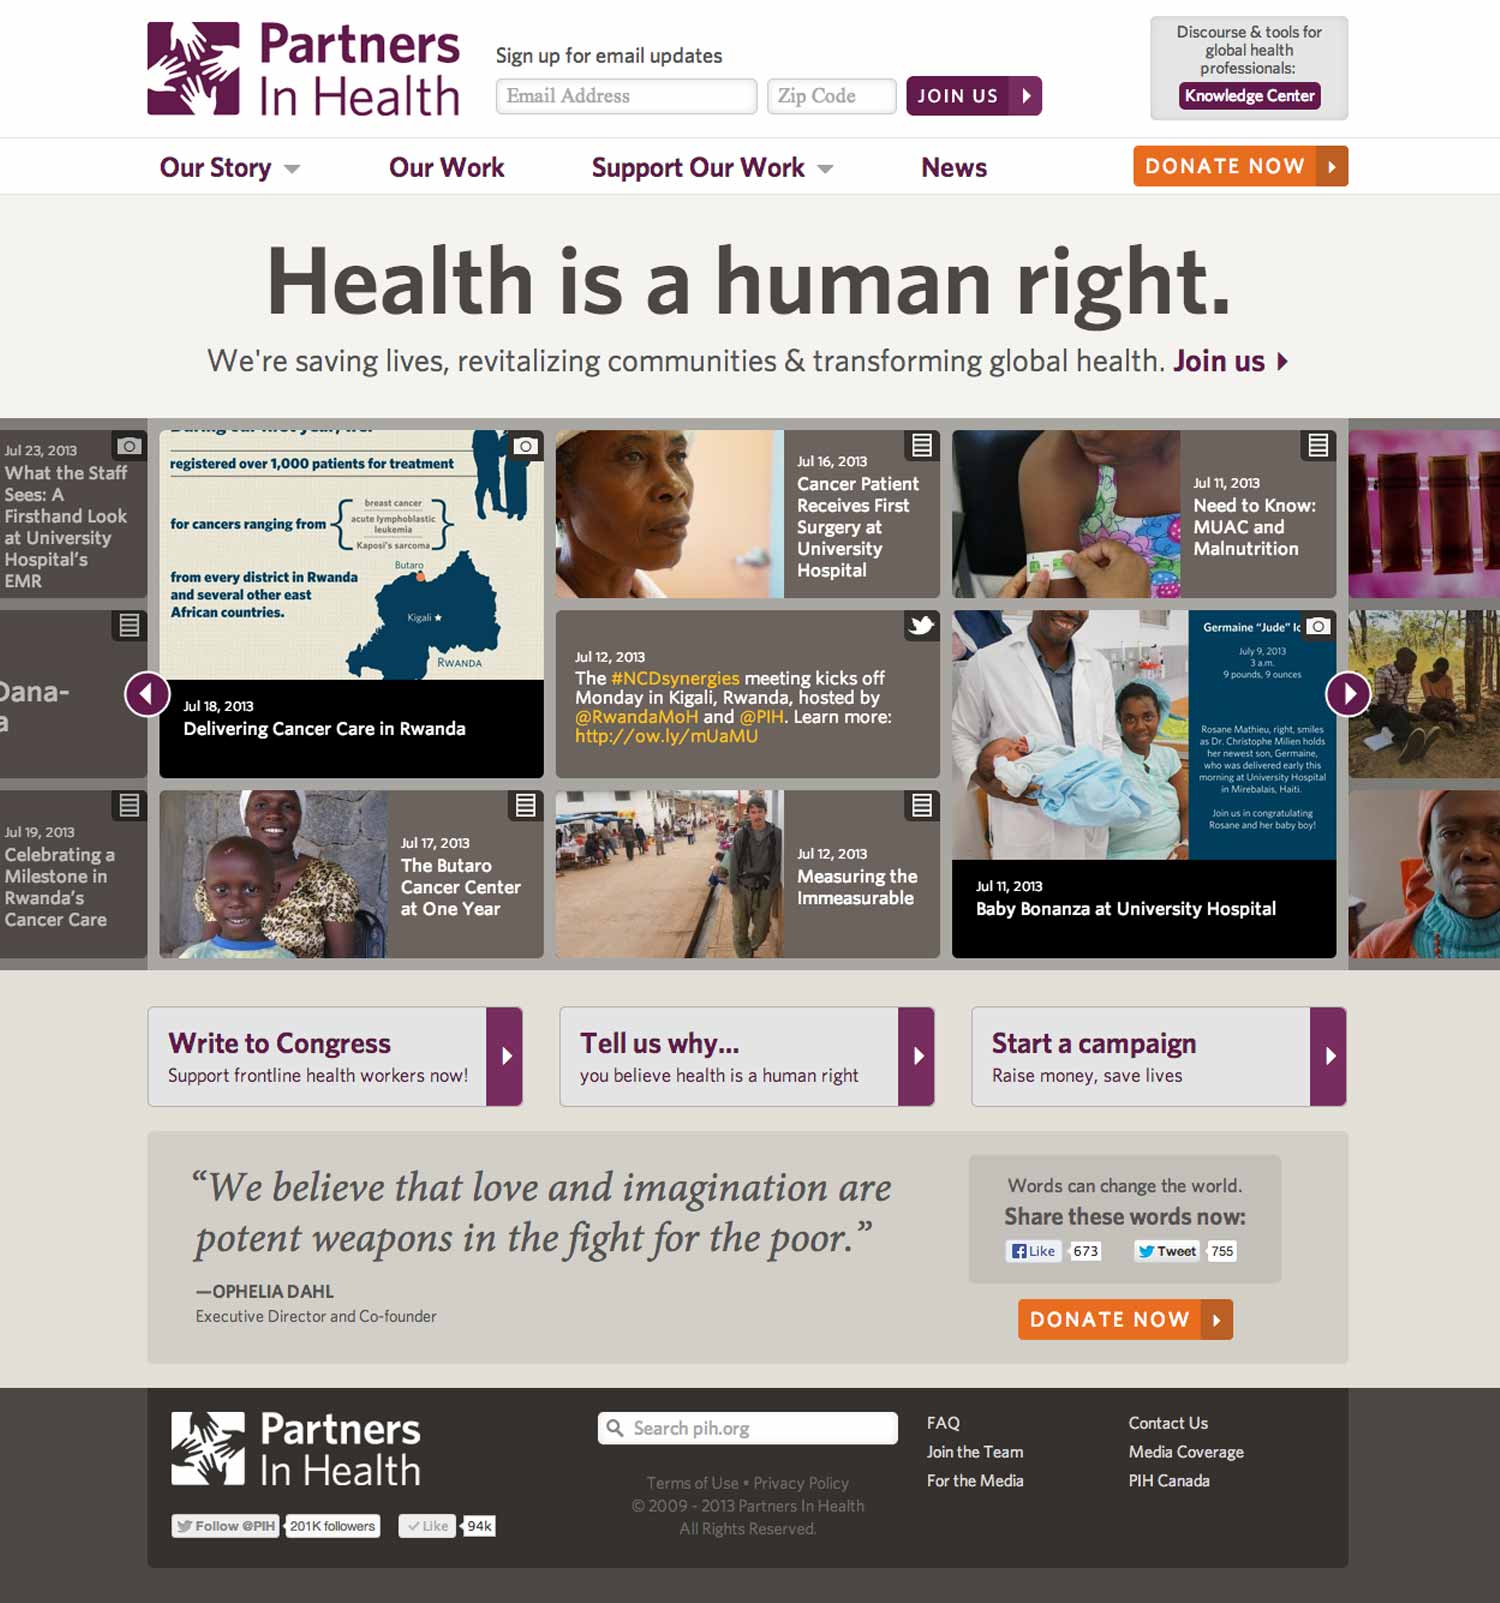 Partners
In Health
Sign up for email updates
Email Address
Zip Code
JOIN US
Discourse & tools for
global health
professionals:
Knowledge Center
Our Story
Our Work
Support Our Work
News
DONATE NOW
Health is a human right.
We're saving lives, revitalizing communities & transforming global health. Join us
Jul 23, 2013
What the Staff
Sees: A
Firsthand Look
at University
Hospital's
EMR
Dana-
a
Jul 19, 2013
Celebrating a
Milestone in
Rwanda's
Cancer Care
During our first year, we:
registered over 1,000 patients for treatment
for cancers ranging from
breast cancer
acute lymphoblastic
leukemia
Kaposi's sarcoma
from every district in Rwanda
and several other east
African countries.
Butaro
Kigali
RWANDA
Jul 18, 2013
Delivering Cancer Care in Rwanda
Jul 17, 2013
The Butaro
Cancer Center
at One Year
Jul 16, 2013
Cancer Patient
Receives First
Surgery at
University
Hospital
Jul 12, 2013
The #NCDsynergies meeting kicks off
Monday in Kigali, Rwanda, hosted by
@RwandaMoH and @PIH. Learn more:
http://ow.ly/mUaMU
Jul 12, 2013
Measuring the
Immeasurable
Jul 11, 2013
Need to Know:
MUAC and
Malnutrition
Germaine "Jude"
July 9, 2013
3 a.m.
9 pounds, 9 ounces
Rosane Mathieu, right, smiles
as Dr. Christophe Milien holds
her newest son, Germaine,
who was delivered early this
morning at University Hospital
in Mirebalais, Haiti.
Join us in congratulating
Rosane and her baby boy!
Jul 11, 2013
Baby Bonanza at University Hospital
Write to Congress
Support frontline health workers now!
Tell us why...
you believe health is a human right
Start a campaign
Raise money, save lives
“We believe that love and imagination are
potent weapons in the fight for the poor.”
—OPHELIA DAHL
Executive Director and Co-founder
Words can change the world.
Share these words now:
Like 673
Tweet 755
DONATE NOW
Partners
In Health
Follow @PIH 201K followers
Like 94k
Search pih.org
Terms of Use • Privacy Policy
© 2009 - 2013 Partners In Health
All Rights Reserved.
FAQ
Join the Team
For the Media
Contact Us
Media Coverage
PIH Canada